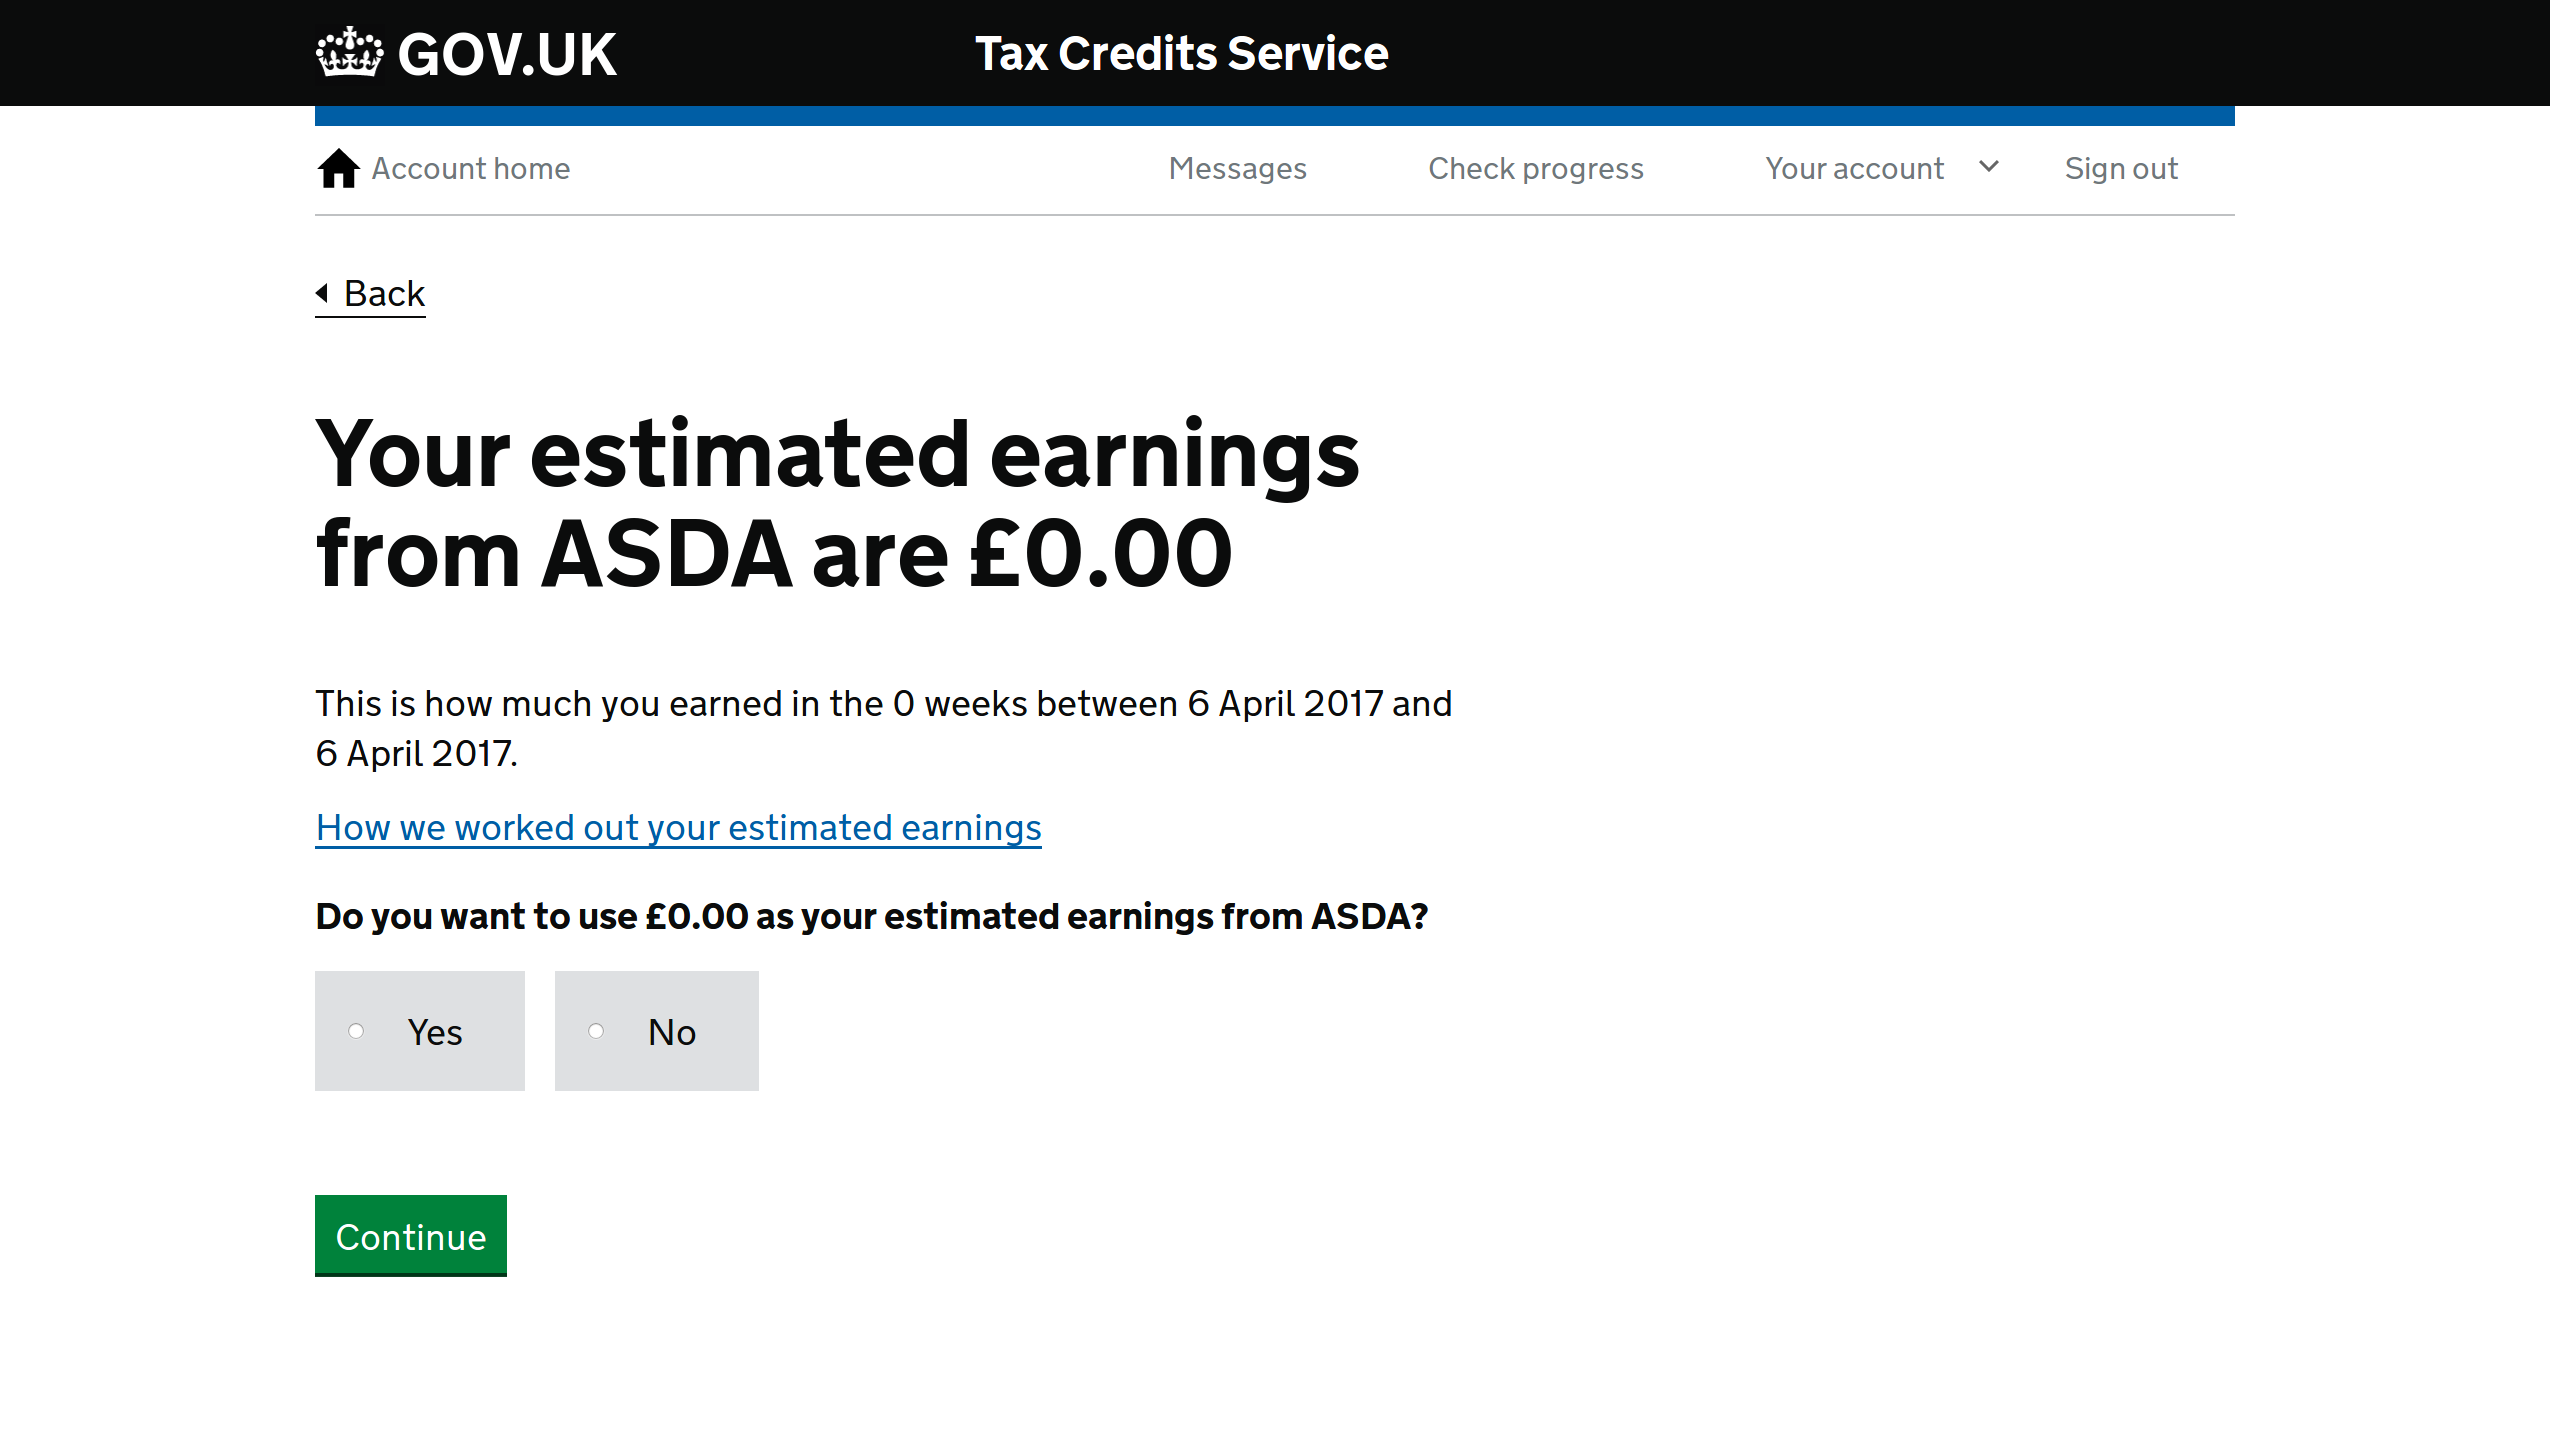 GOV.UK
Tax Credits Service
Account home
Messages
Check progress
Your account
Sign out
Back
Your estimated earnings
from ASDA are £0.00
This is how much you earned in the 0 weeks between 6 April 2017 and
6 April 2017.
How we worked out your estimated earnings
Do you want to use £0.00 as your estimated earnings from ASDA?
Yes
No
Continue